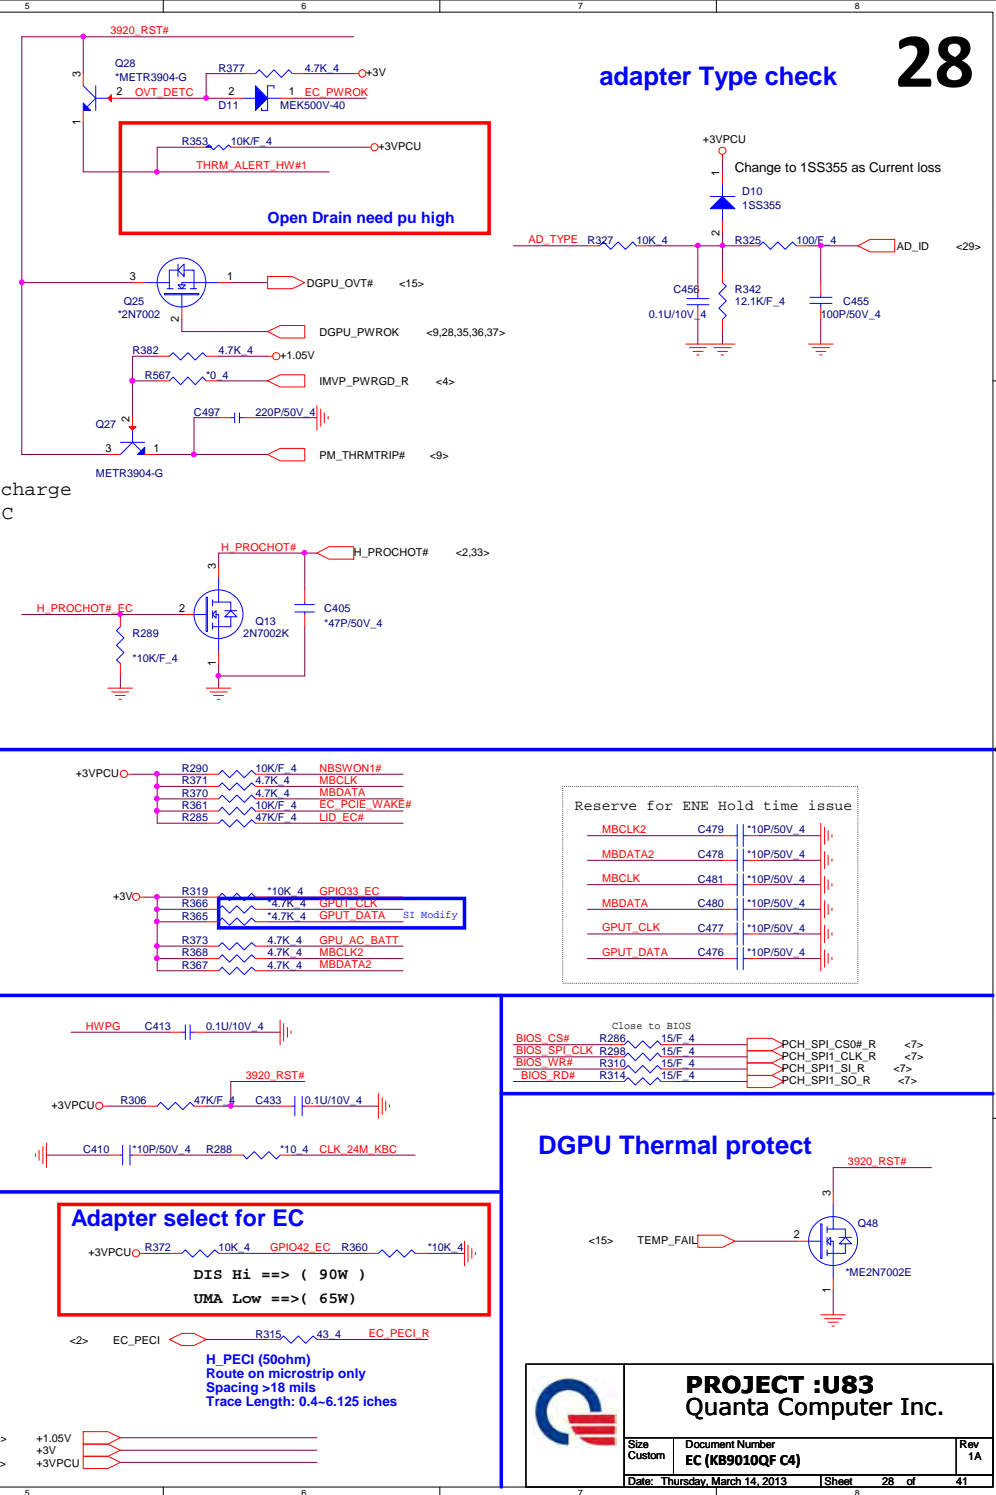 5 6 7 8
28
adapter Type check
3920_RST#
Q28
*METR3904-G
3
2 OVT_DETC
1
R377 4.7K_4 +3V
2 1 EC_PWROK
D11 MEK500V-40
R353 10K/F_4 +3VPCU
THRM_ALERT_HW#1
Open Drain need pu high
+3VPCU
1
Change to 1SS355 as Current loss
D10
1SS355
2
AD_TYPE R327 10K_4 R325 100/F_4 AD_ID <29>
C456
0.1U/10V_4
R342
12.1K/F_4
C455
100P/50V_4
3 1 DGPU_OVT# <15>
Q25
*2N7002
2
DGPU_PWROK <9,28,35,36,37>
R382 4.7K_4 +1.05V
R567 *0_4 IMVP_PWRGD_R <4>
C497 220P/50V_4
Q27 2
3 1 PM_THRMTRIP# <9>
METR3904-G
charge
C
H_PROCHOT# H_PROCHOT# <2,33>
3
H_PROCHOT#_EC 2
Q13
2N7002K
1
C405
*47P/50V_4
R289
*10K/F_4
+3VPCU
R290 10K/F_4 NBSWON1#
R371 4.7K_4 MBCLK
R370 4.7K_4 MBDATA
R361 10K/F_4 EC_PCIE_WAKE#
R285 47K/F_4 LID_EC#
Reserve for ENE Hold time issue
MBCLK2 C479 *10P/50V_4
MBDATA2 C478 *10P/50V_4
MBCLK C481 *10P/50V_4
MBDATA C480 *10P/50V_4
GPUT_CLK C477 *10P/50V_4
GPUT_DATA C476 *10P/50V_4
+3V
R319 *10K_4 GPIO33_EC
R366 *4.7K_4 GPUT_CLK
R365 *4.7K_4 GPUT_DATA SI Modify
R373 4.7K_4 GPU_AC_BATT
R368 4.7K_4 MBCLK2
R367 4.7K_4 MBDATA2
HWPG C413 0.1U/10V_4
3920_RST#
+3VPCU R306 47K/F_4 C433 0.1U/10V_4
C410 *10P/50V_4 R288 *10_4 CLK_24M_KBC
Close to BIOS
BIOS_CS# R286 15/F_4 PCH_SPI_CS0#_R <7>
BIOS_SPI_CLK R298 15/F_4 PCH_SPI1_CLK_R <7>
BIOS_WR# R310 15/F_4 PCH_SPI1_SI_R <7>
BIOS_RD# R314 15/F_4 PCH_SPI1_SO_R <7>
DGPU Thermal protect
3920_RST#
3
Q48
<15> TEMP_FAIL 2
*ME2N7002E
1
Adapter select for EC
+3VPCU R372 10K_4 GPIO42_EC R360 *10K_4
DIS Hi ==> ( 90W )
UMA Low ==>( 65W)
<2> EC_PECI R315 43_4 EC_PECI_R
H_PECI (50ohm)
Route on microstrip only
Spacing >18 mils
Trace Length: 0.4~6.125 iches
> +1.05V
+3V
> +3VPCU
PROJECT :U83
Quanta Computer Inc.
Size Document Number Rev
Custom EC (KB9010QF C4) 1A
Date: Thursday, March 14, 2013 Sheet 28 of 41
5 6 7 8